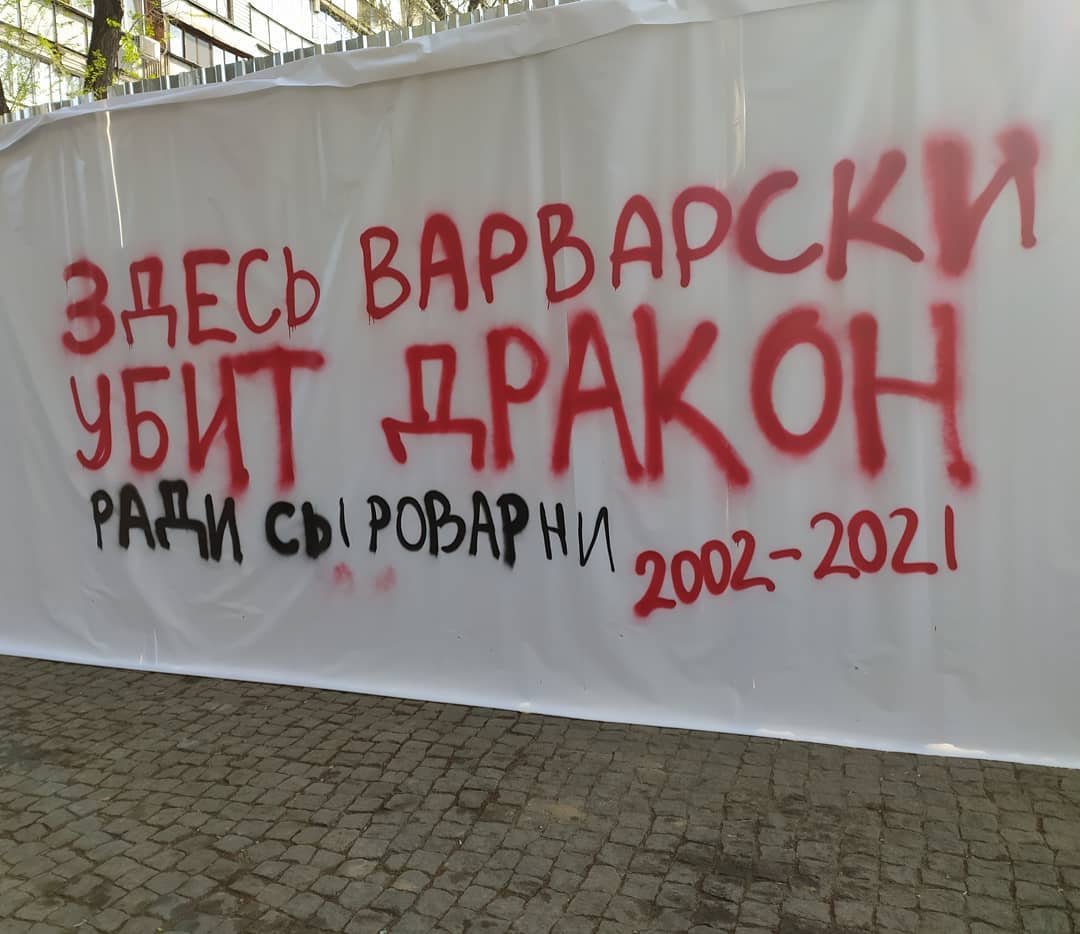 ЗДЕСЬ ВАРВАРСКИ
УБИТ ДРАКОН
РАДИ СЫРОВАРНИ
2002-2021